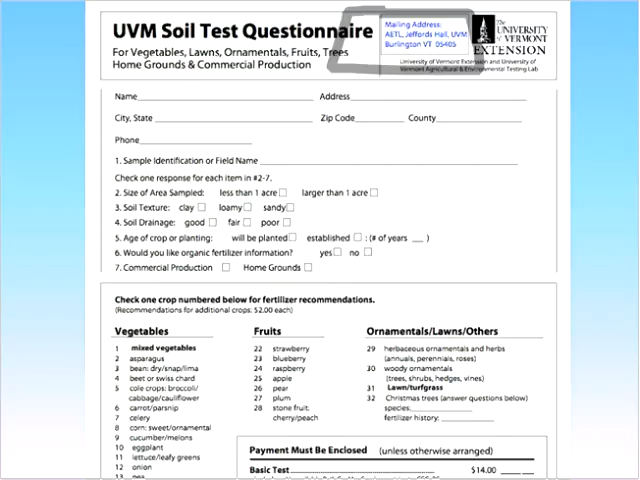 UVM Soil Test Questionnaire
For Vegetables, Lawns, Ornamentals, Fruits, Trees
Home Grounds & Commercial Production
Mailing Address:
AETL, Jeffords Hall, UVM
Burlington VT 05405
The
UNIVERSITY
of VERMONT
EXTENSION
University of Vermont Extension and University of
Vermont Agricultural & Environmental Testing Lab
Name Address
City, State Zip Code County
Phone
1. Sample Identification or Field Name
Check one response for each item in #2-7.
2. Size of Area Sampled: less than 1 acre larger than 1 acre
3. Soil Texture: clay loamy sandy
4. Soil Drainage: good fair poor
5. Age of crop or planting: will be planted established : (# of years ___ )
6. Would you like organic fertilizer information? yes no
7. Commercial Production Home Grounds
Check one crop numbered below for fertilizer recommendations.
(Recommendations for additional crops: $2.00 each)
Vegetables
1 mixed vegetables
2 asparagus
3 bean: dry/snap/lima
4 beet or swiss chard
5 cole crops: broccoli/
cabbage/cauliflower
6 carrot/parsnip
7 celery
8 corn: sweet/ornamental
9 cucumber/melons
10 eggplant
11 lettuce/leafy greens
12 onion
13
Fruits
22 strawberry
23 blueberry
24 raspberry
25 apple
26 pear
27 plum
28 stone fruit:
cherry/peach
Ornamentals/Lawns/Others
29 herbaceous ornamentals and herbs
(annuals, perennials, roses)
30 woody ornamentals
(trees, shrubs, hedges, vines)
31 Lawn/turfgrass
32 Christmas trees (answer questions below)
species:
fertilizer history:
Payment Must Be Enclosed (unless otherwise arranged)
Basic Test $14.00